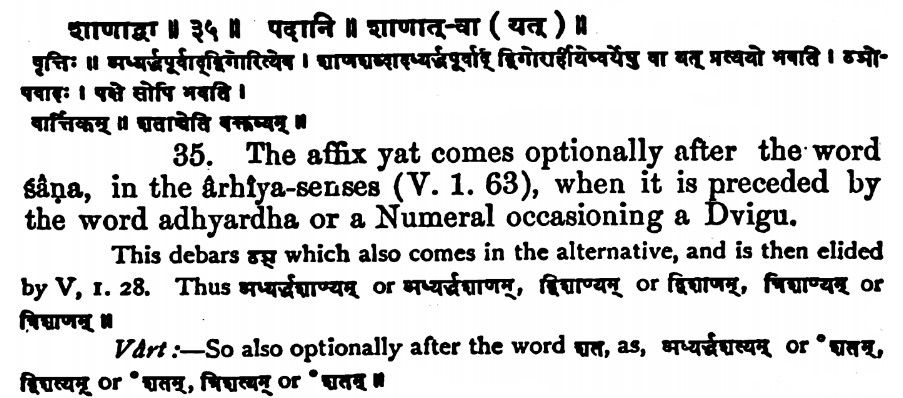 शाणाद्वा ॥ ३५ ॥ पदानि ॥ शाणात्-वा ( यत् ) ॥
वृत्तिः ॥ अध्यर्द्धपूर्वाद्द्विगोरित्येव । शाणशब्दादध्यर्द्धपूर्वाद् द्विगोरार्हीयेष्वर्थेषु वा यत् प्रत्ययो भवति । ठञो-
पवादः । पक्षे सोपि भवति ।
वार्त्तिकम् ॥ शताच्चेति वक्तव्यम् ॥
35. The affix yat comes optionally after the word
śâṇa, in the ârhîya-senses (V. 1. 63), when it is preceded by
the word adhyardha or a Numeral occasioning a Dvigu.
This debars ठञ् which also comes in the alternative, and is then elided
by V, 1. 28. Thus अध्यर्द्धशाण्यम् or अध्यर्द्धशाणम्, द्विशाण्यम् or द्विशाणम्, त्रिशाण्यम् or
त्रिशाणम् ॥
Vârt :—So also optionally after the word शत, as, अध्यर्द्धशत्यम् or °शतम्,
द्विशत्यम् or °शतम्, त्रिशत्यम् or °शतम् ॥